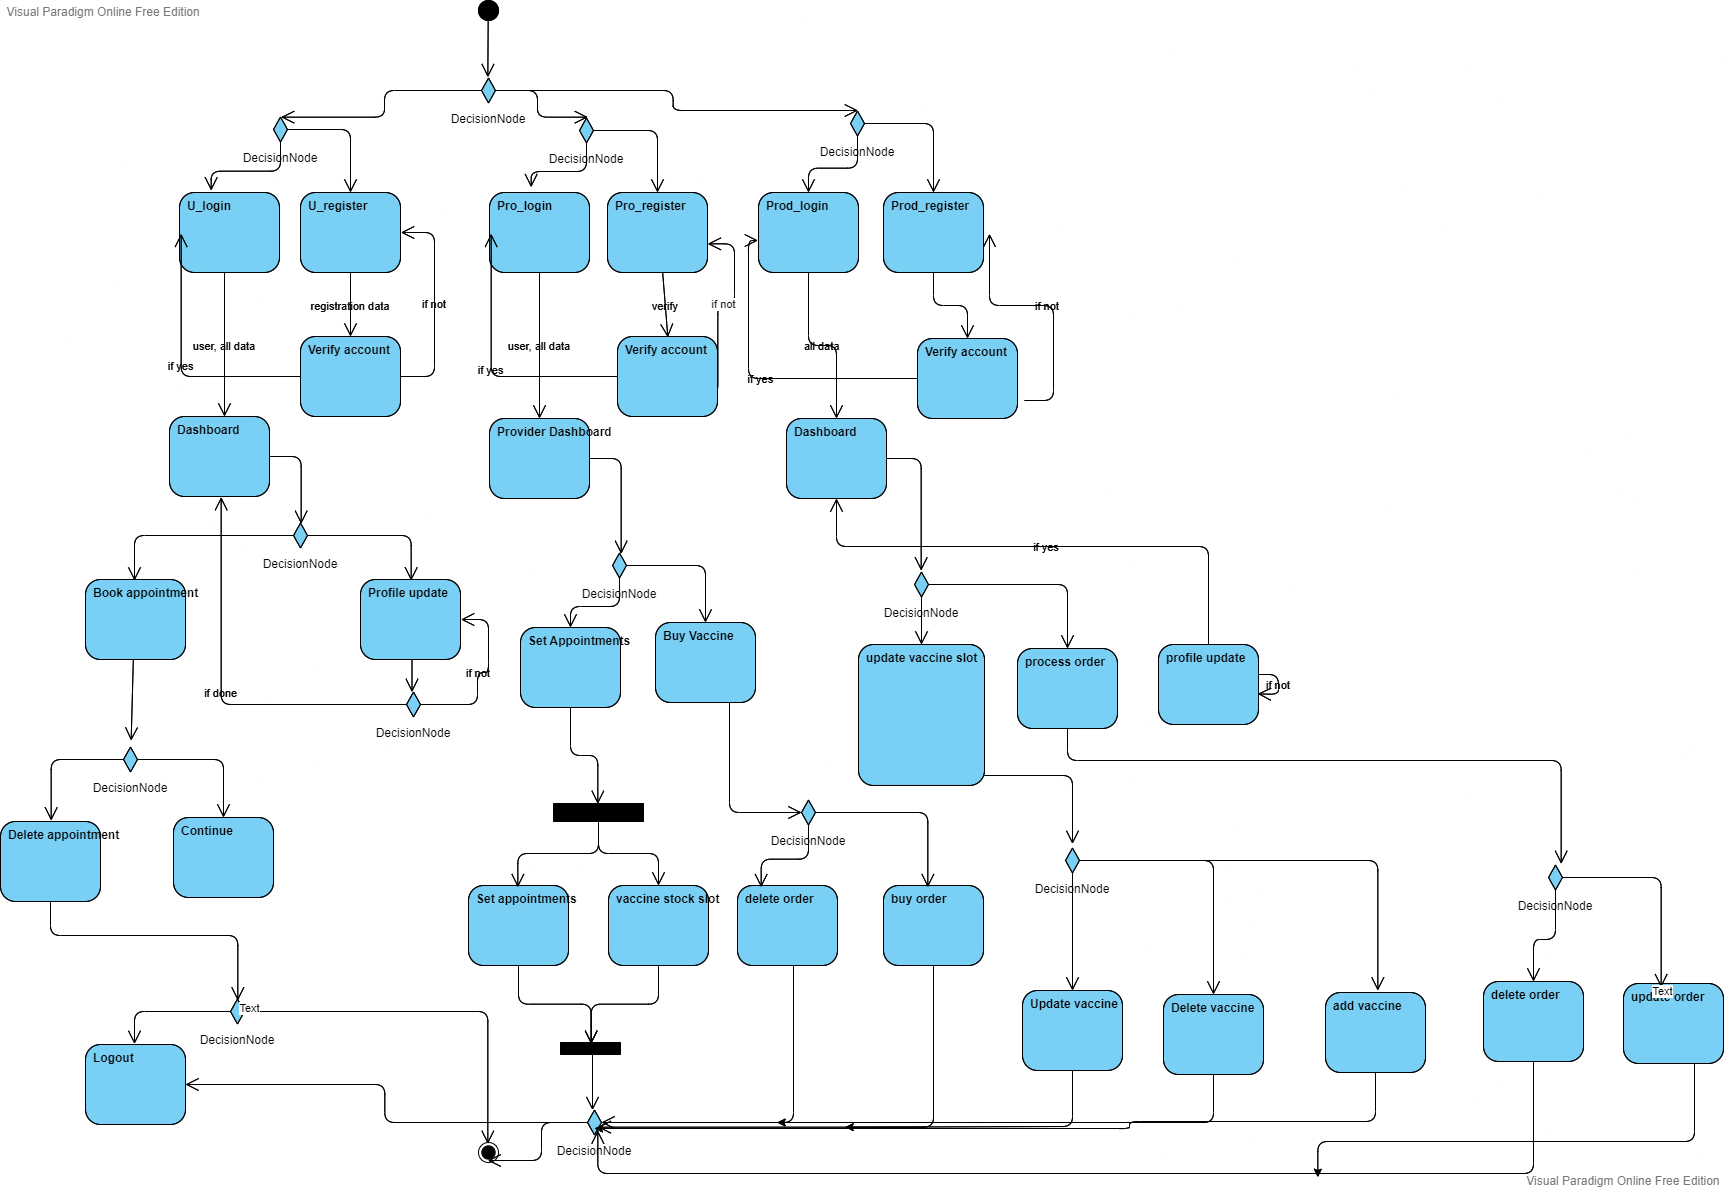 Visual Paradigm Online Free Edition
DecisionNode
DecisionNode
DecisionNode
DecisionNode
U_login
U_register
Pro_login
Pro_register
Prod_login
Prod_register
registration data
if not
verify
if not
if not
user, all data
user, all data
all data
Verify account
Verify account
Verify account
if yes
if yes
if yes
Dashboard
Provider Dashboard
Dashboard
if yes
DecisionNode
Book appointment
Profile update
DecisionNode
DecisionNode
Set Appointments
Buy Vaccine
update vaccine slot
process order
profile update
if not
if not
if done
DecisionNode
DecisionNode
Delete appointment
Continue
DecisionNode
DecisionNode
Set appointments
vaccine stock slot
delete order
buy order
DecisionNode
Text
DecisionNode
Update vaccine
Delete vaccine
add vaccine
delete order
Text
update order
Logout
DecisionNode
Visual Paradigm Online Free Edition